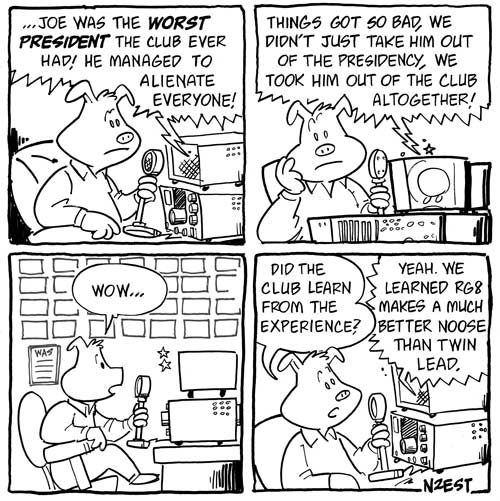 ...JOE WAS THE WORST
PRESIDENT THE CLUB EVER
HAD! HE MANAGED TO
ALIENATE
EVERYONE!
THINGS GOT SO BAD, WE
DIDN'T JUST TAKE HIM OUT
OF THE PRESIDENCY, WE
TOOK HIM OUT OF THE CLUB
ALTOGETHER!
WOW...
WAS
DID THE
CLUB LEARN
FROM THE
EXPERIENCE?
YEAH. WE
LEARNED RG8
MAKES A MUCH
BETTER NOOSE
THAN TWIN
LEAD.
N2EST